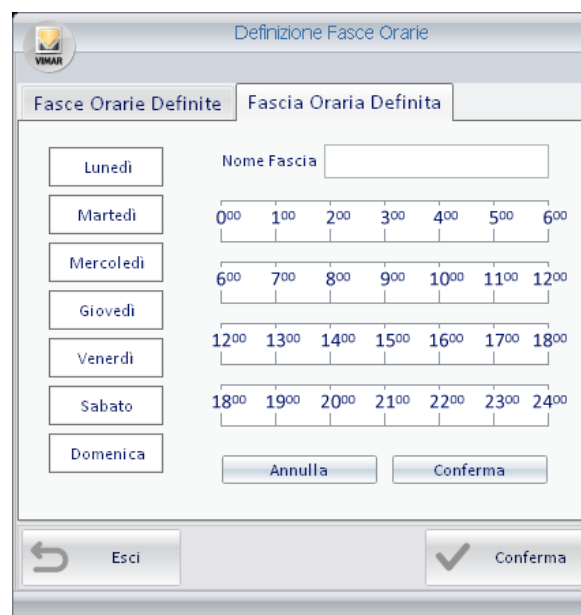 Definizione Fasce Orarie
VIMAR
Fasce Orarie Definite
Fascia Oraria Definita
Lunedì
Martedì
Mercoledì
Giovedì
Venerdì
Sabato
Domenica
Nome Fascia
0⁰⁰ 1⁰⁰ 2⁰⁰ 3⁰⁰ 4⁰⁰ 5⁰⁰ 6⁰⁰
6⁰⁰ 7⁰⁰ 8⁰⁰ 9⁰⁰ 10⁰⁰ 11⁰⁰ 12⁰⁰
12⁰⁰ 13⁰⁰ 14⁰⁰ 15⁰⁰ 16⁰⁰ 17⁰⁰ 18⁰⁰
18⁰⁰ 19⁰⁰ 20⁰⁰ 21⁰⁰ 22⁰⁰ 23⁰⁰ 24⁰⁰
Annulla
Conferma
Esci
Conferma